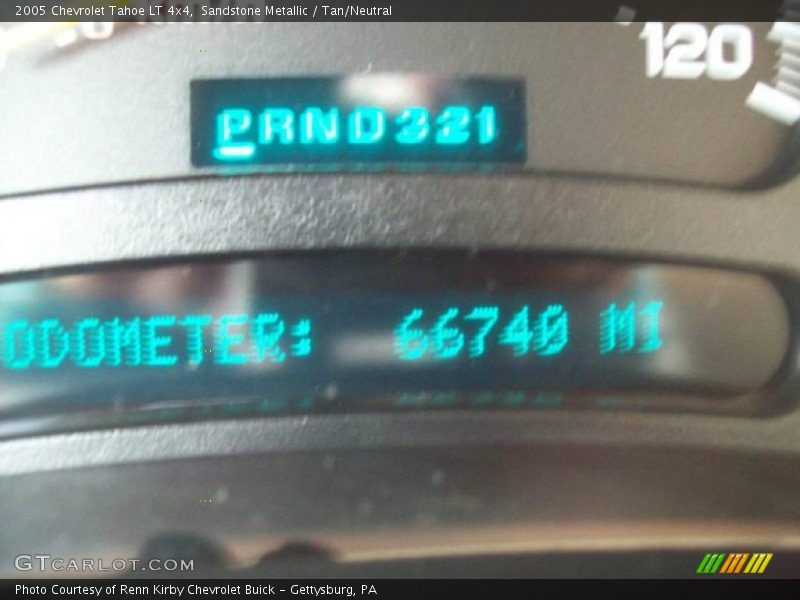 2005 Chevrolet Tahoe LT 4x4, Sandstone Metallic / Tan/Neutral
120
PRND321
ODOMETER: 66740 MI
GTCARLOT.COM
Photo Courtesy of Renn Kirby Chevrolet Buick - Gettysburg, PA